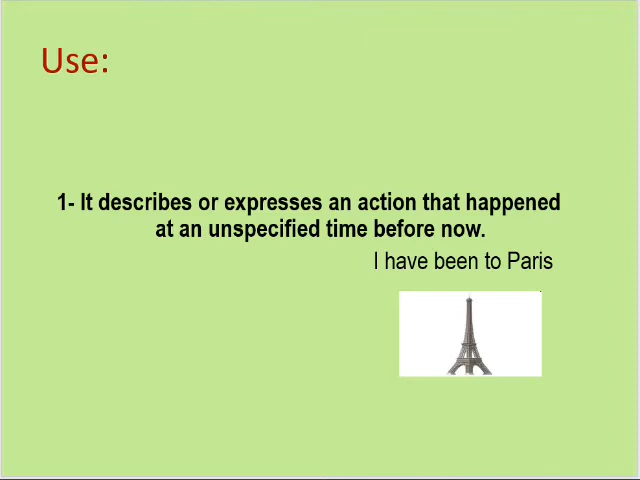 Use:
1- It describes or expresses an action that happened
at an unspecified time before now.
I have been to Paris